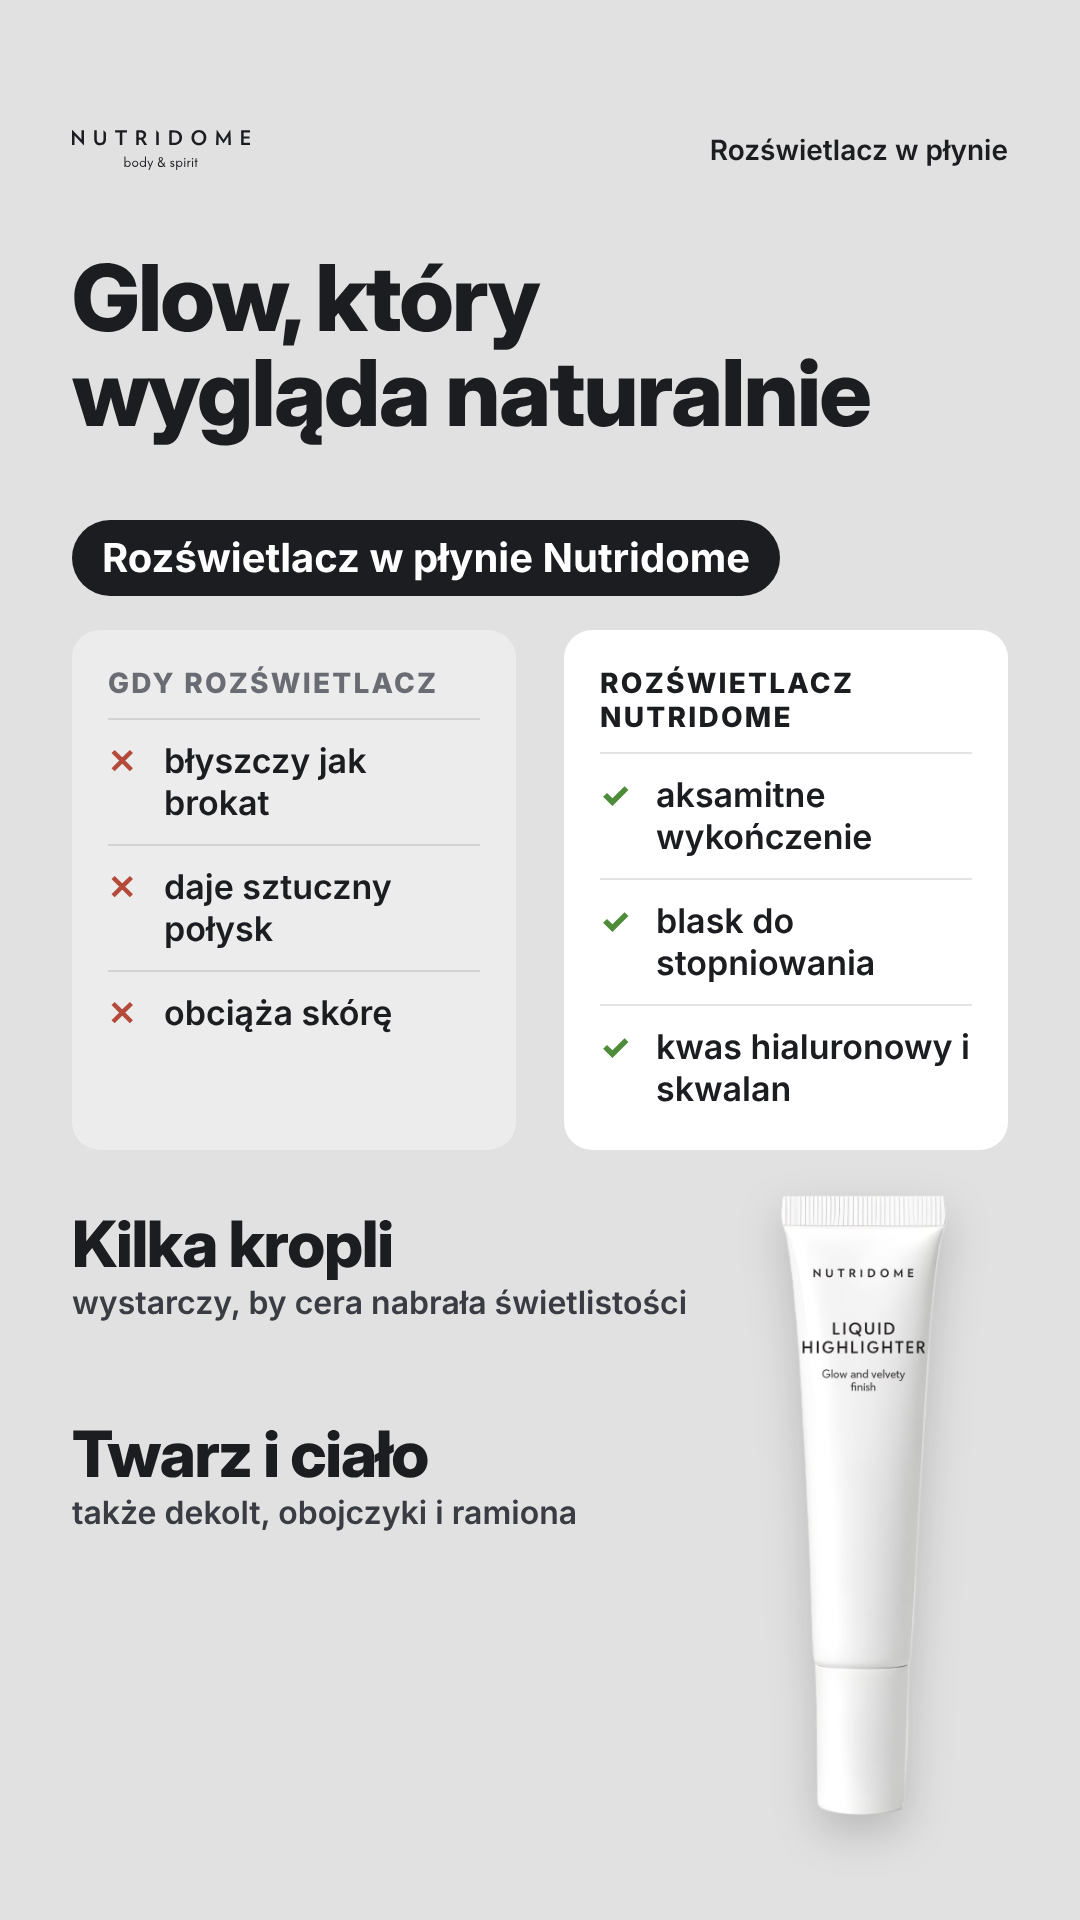 NUTRIDOME
body & spirit
Rozświetlacz w płynie
Glow, który
wygląda naturalnie
Rozświetlacz w płynie Nutridome
GDY ROZŚWIETLACZ
błyszczy jak
brokat
daje sztuczny
połysk
obciąża skórę
ROZŚWIETLACZ
NUTRIDOME
aksamitne
wykończenie
blask do
stopniowania
kwas hialuronowy i
skwalan
Kilka kropli
wystarczy, by cera nabrała świetlistości
Twarz i ciało
także dekolt, obojczyki i ramiona
NUTRIDOME
LIQUID
HIGHLIGHTER
Glow and velvety
finish